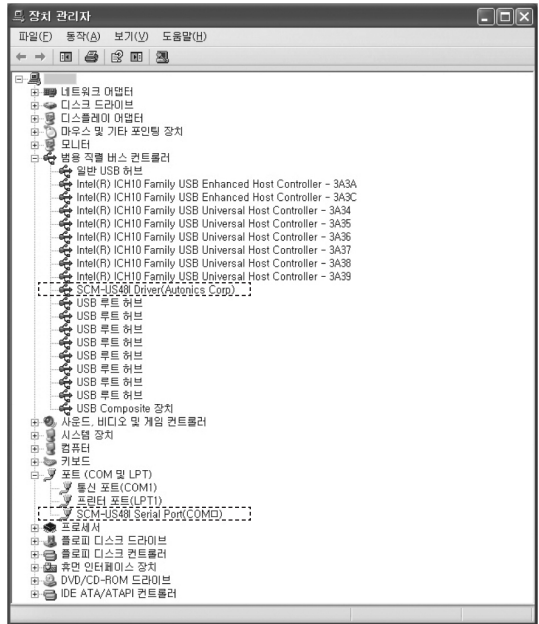 장치 관리자
파일(F) 동작(A) 보기(V) 도움말(H)
네트워크 어댑터
디스크 드라이브
디스플레이 어댑터
마우스 및 기타 포인팅 장치
모니터
범용 직렬 버스 컨트롤러
일반 USB 허브
Intel(R) ICH10 Family USB Enhanced Host Controller - 3A3A
Intel(R) ICH10 Family USB Enhanced Host Controller - 3A3C
Intel(R) ICH10 Family USB Universal Host Controller - 3A34
Intel(R) ICH10 Family USB Universal Host Controller - 3A35
Intel(R) ICH10 Family USB Universal Host Controller - 3A36
Intel(R) ICH10 Family USB Universal Host Controller - 3A37
Intel(R) ICH10 Family USB Universal Host Controller - 3A38
Intel(R) ICH10 Family USB Universal Host Controller - 3A39
SCM-US48I Driver(Autonics Corp)
USB 루트 허브
USB 루트 허브
USB 루트 허브
USB 루트 허브
USB 루트 허브
USB 루트 허브
USB 루트 허브
USB 루트 허브
USB Composite 장치
사운드, 비디오 및 게임 컨트롤러
시스템 장치
컴퓨터
키보드
포트 (COM 및 LPT)
통신 포트(COM1)
프린터 포트(LPT1)
SCM-US48I Serial Port(COM□)
프로세서
플로피 디스크 드라이브
플로피 디스크 컨트롤러
휴먼 인터페이스 장치
DVD/CD-ROM 드라이브
IDE ATA/ATAPI 컨트롤러